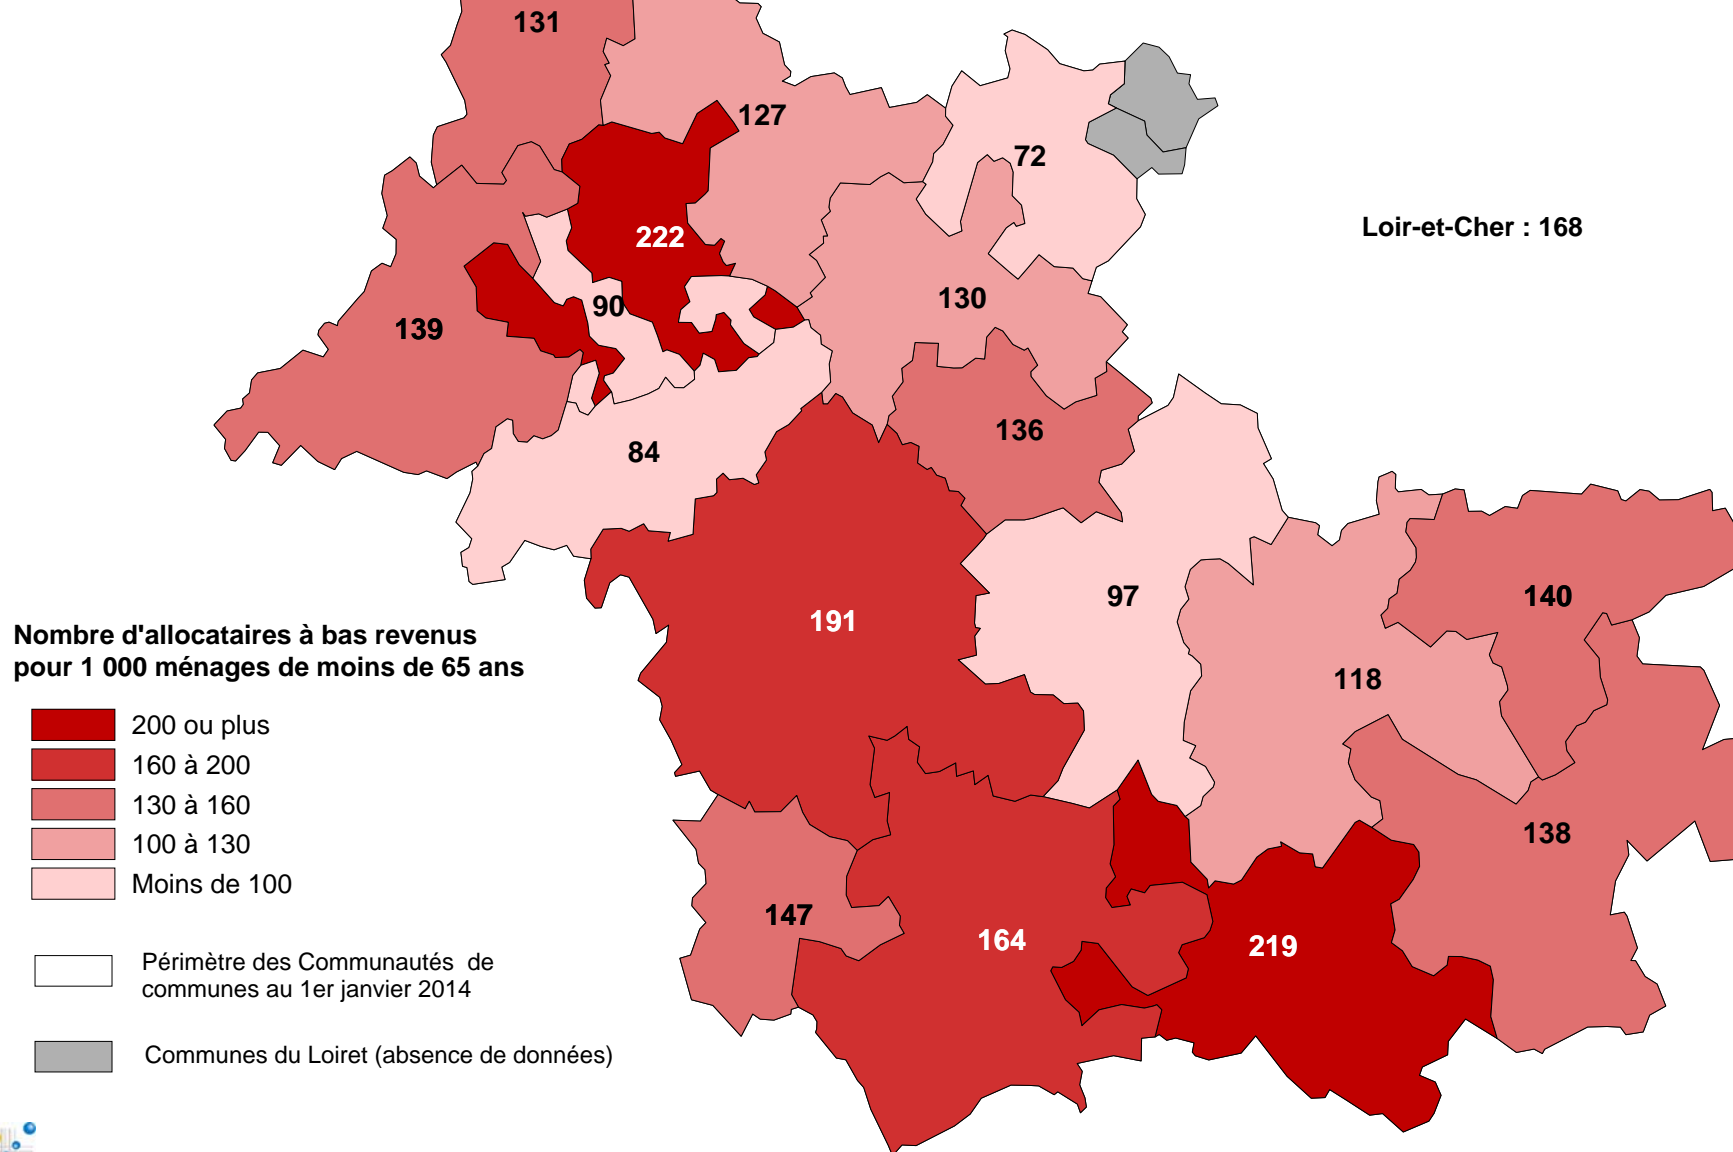 131
127
72
222
Loir-et-Cher : 168
130
90
139
136
84
97
140
191
118
138
147
164
219
Nombre d'allocataires à bas revenus
pour 1 000 ménages de moins de 65 ans
200 ou plus
160 à 200
130 à 160
100 à 130
Moins de 100
Périmètre des Communautés de
communes au 1er janvier 2014
Communes du Loiret (absence de données)